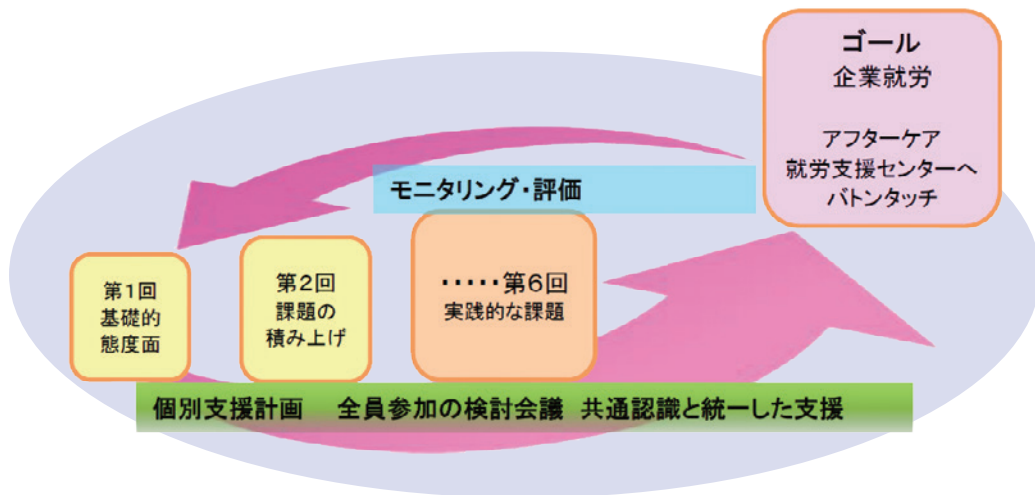 ゴール
企業就労
アフターケア
就労支援センターへ
バトンタッチ
モニタリング・評価
第1回
基礎的
態度面
第2回
課題の
積み上げ
・・・・・第6回
実践的な課題
個別支援計画 全員参加の検討会議 共通認識と統一した支援